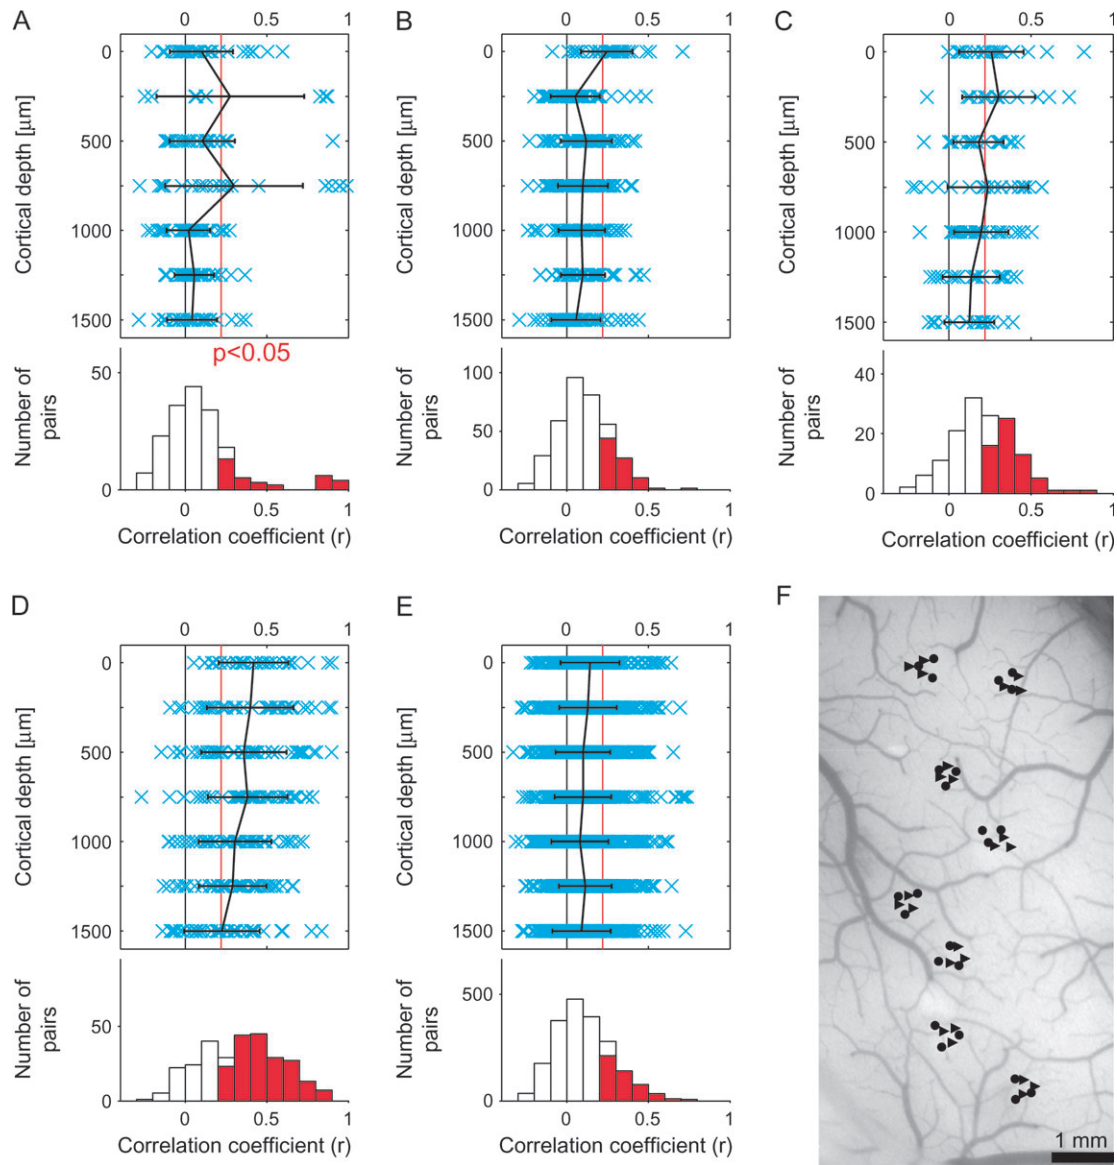 A
0 0.5 1
Cortical depth [µm]
0
500
1000
1500
p<0.05
Number of
pairs
50
0
0 0.5 1
Correlation coefficient (r)
B
0 0.5 1
Cortical depth [µm]
0
500
1000
1500
Number of
pairs
100
50
0
0 0.5 1
Correlation coefficient (r)
C
0 0.5 1
Cortical depth [µm]
0
500
1000
1500
Number of
pairs
40
20
0
0 0.5 1
Correlation coefficient (r)
D
0 0.5 1
Cortical depth [µm]
0
500
1000
1500
Number of
pairs
50
0
0 0.5 1
Correlation coefficient (r)
E
0 0.5 1
Cortical depth [µm]
0
500
1000
1500
Number of
pairs
500
0
0 0.5 1
Correlation coefficient (r)
F
1 mm